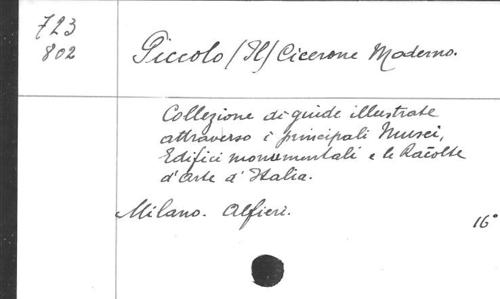 723
802
Piccolo (Il) Cicerone Moderno.
Collezione di guide illustrate
attraverso i principali Musei,
Edifici monumentali e le Racolte
d'Arte d'Italia.
Milano. Alfieri.
16°